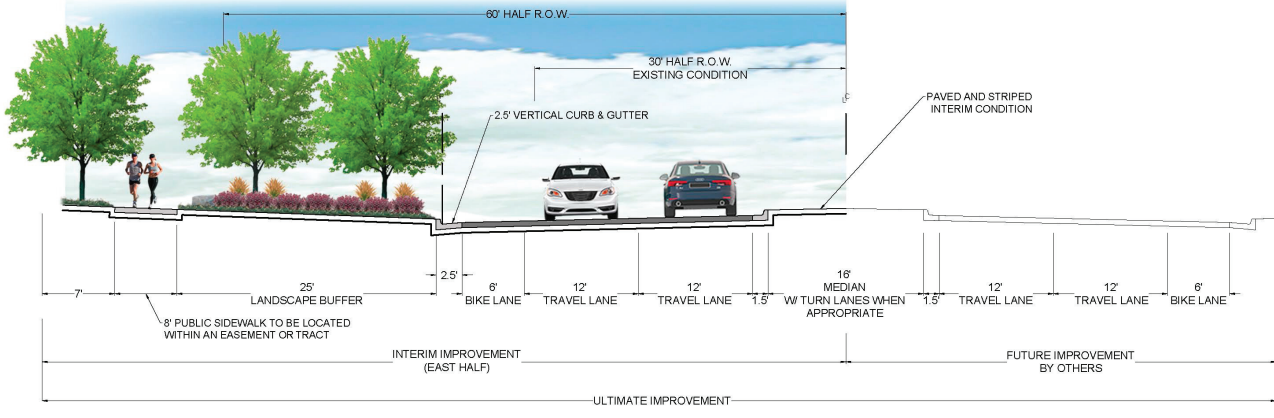 60' HALF R.O.W.
30' HALF R.O.W.
EXISTING CONDITION
PAVED AND STRIPED
INTERIM CONDITION
2.5' VERTICAL CURB & GUTTER
7'
25'
LANDSCAPE BUFFER
2.5'
6'
BIKE LANE
12'
TRAVEL LANE
12'
TRAVEL LANE
1.5'
16'
MEDIAN
W/ TURN LANES WHEN
APPROPRIATE
1.5'
12'
TRAVEL LANE
12'
TRAVEL LANE
6'
BIKE LANE
8' PUBLIC SIDEWALK TO BE LOCATED
WITHIN AN EASEMENT OR TRACT
INTERIM IMPROVEMENT
(EAST HALF)
FUTURE IMPROVEMENT
BY OTHERS
ULTIMATE IMPROVEMENT